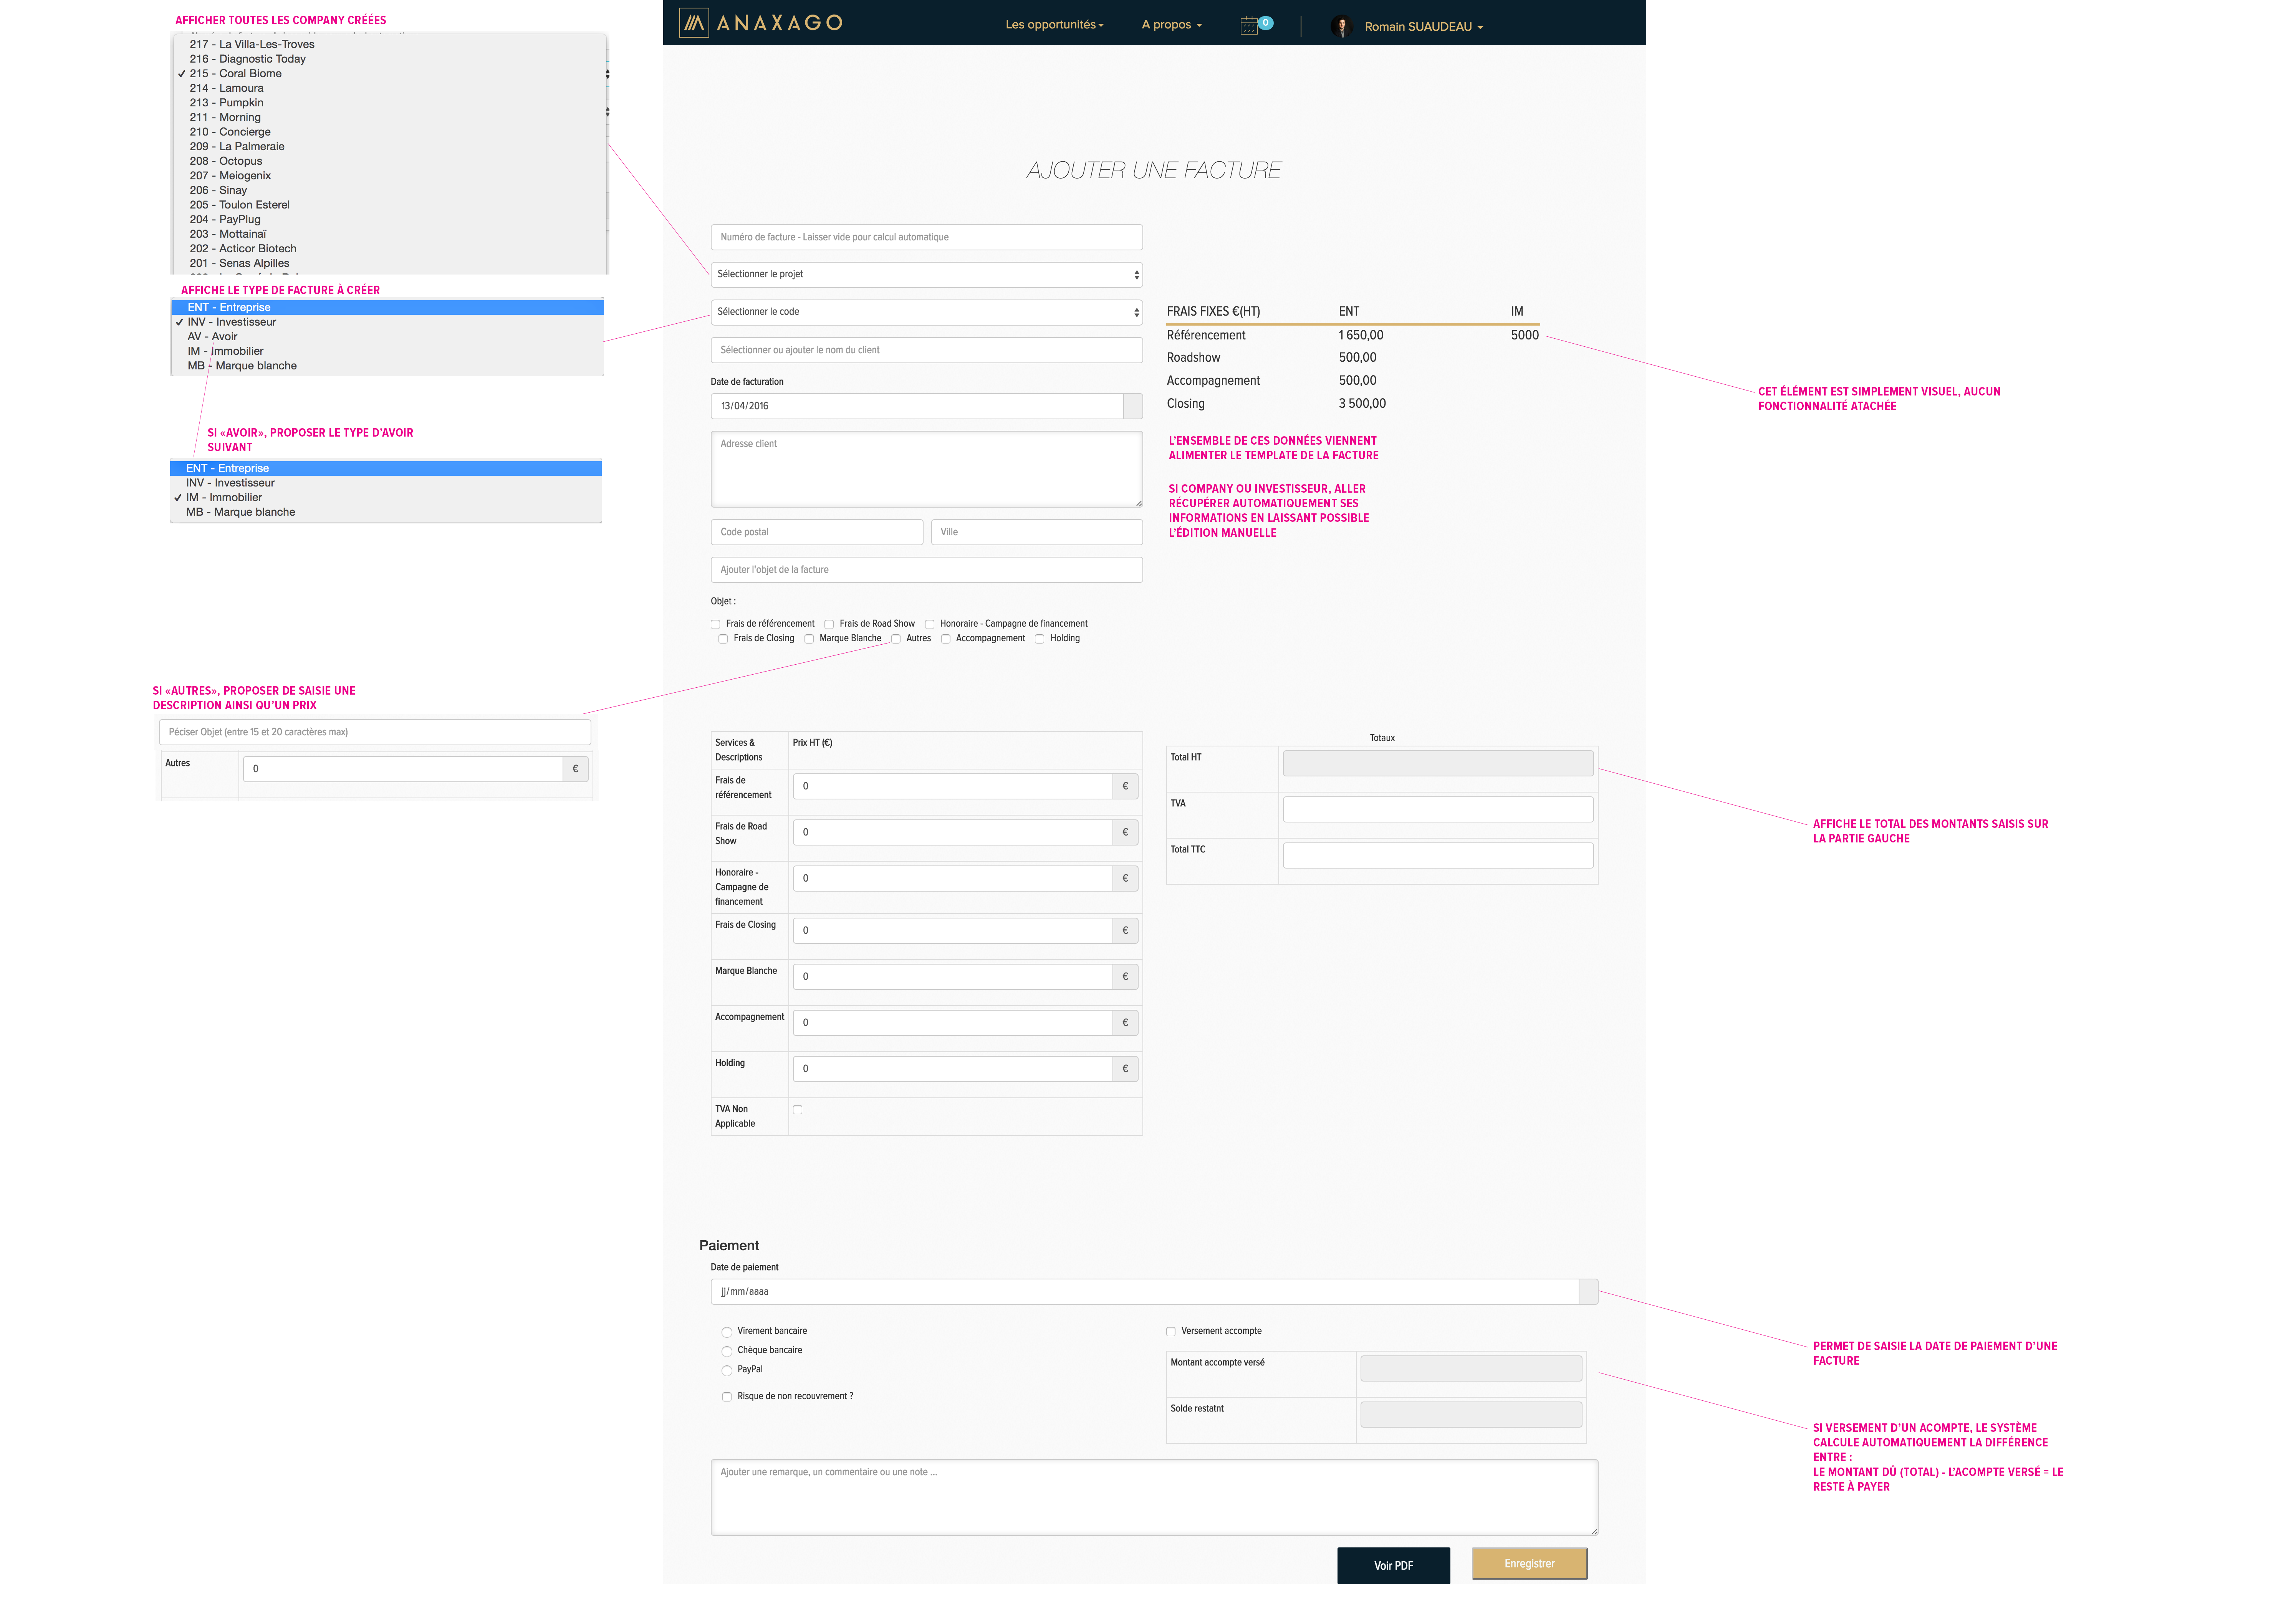 AFFICHER TOUTES LES COMPANY CRÉÉES
217 - La Villa-Les-Troves
216 - Diagnostic Today
215 - Coral Biome
214 - Lamoura
213 - Pumpkin
211 - Morning
210 - Concierge
209 - La Palmeraie
208 - Octopus
207 - Meiogenix
206 - Sinay
205 - Toulon Esterel
204 - PayPlug
203 - Mottainaï
202 - Acticor Biotech
201 - Senas Alpilles
AFFICHE LE TYPE DE FACTURE À CRÉER
ENT - Entreprise
INV - Investisseur
AV - Avoir
IM - Immobilier
MB - Marque blanche
SI «AVOIR», PROPOSER LE TYPE D'AVOIR
SUIVANT
ENT - Entreprise
INV - Investisseur
IM - Immobilier
MB - Marque blanche
SI «AUTRES», PROPOSER DE SAISIE UNE
DESCRIPTION AINSI QU'UN PRIX
Péciser Objet (entre 15 et 20 caractères max)
Autres 0 €
ANAXAGO Les opportunités A propos 0 Romain SUAUDEAU
AJOUTER UNE FACTURE
Numéro de facture - Laisser vide pour calcul automatique
Sélectionner le projet
Sélectionner le code
Sélectionner ou ajouter le nom du client
Date de facturation
13/04/2016
Adresse client
Code postal Ville
Ajouter l'objet de la facture
Objet :
Frais de référencement Frais de Road Show Honoraire - Campagne de financement
Frais de Closing Marque Blanche Autres Accompagnement Holding
FRAIS FIXES €(HT) ENT IM
Référencement 1 650,00 5000
Roadshow 500,00
Accompagnement 500,00
Closing 3 500,00
L'ENSEMBLE DE CES DONNÉES VIENNENT
ALIMENTER LE TEMPLATE DE LA FACTURE
SI COMPANY OU INVESTISSEUR, ALLER
RÉCUPÉRER AUTOMATIQUEMENT SES
INFORMATIONS EN LAISSANT POSSIBLE
L'ÉDITION MANUELLE
CET ÉLÉMENT EST SIMPLEMENT VISUEL, AUCUN
FONCTIONNALITÉ ATACHÉE
Services &
Descriptions
Prix HT (€)
Frais de
référencement
0 €
Frais de Road
Show
0 €
Honoraire -
Campagne de
financement
0 €
Frais de Closing 0 €
Marque Blanche 0 €
Accompagnement 0 €
Holding 0 €
TVA Non
Applicable
Totaux
Total HT
TVA
Total TTC
AFFICHE LE TOTAL DES MONTANTS SAISIS SUR
LA PARTIE GAUCHE
Paiement
Date de paiement
jj/mm/aaaa
Virement bancaire
Chèque bancaire
PayPal
Risque de non recouvrement ?
Versement accompte
Montant accompte versé
Solde restatnt
Ajouter une remarque, un commentaire ou une note ...
Voir PDF Enregistrer
PERMET DE SAISIE LA DATE DE PAIEMENT D'UNE
FACTURE
SI VERSEMENT D'UN ACOMPTE, LE SYSTÈME
CALCULE AUTOMATIQUEMENT LA DIFFÉRENCE
ENTRE :
LE MONTANT DÛ (TOTAL) - L'ACOMPTE VERSÉ = LE
RESTE À PAYER